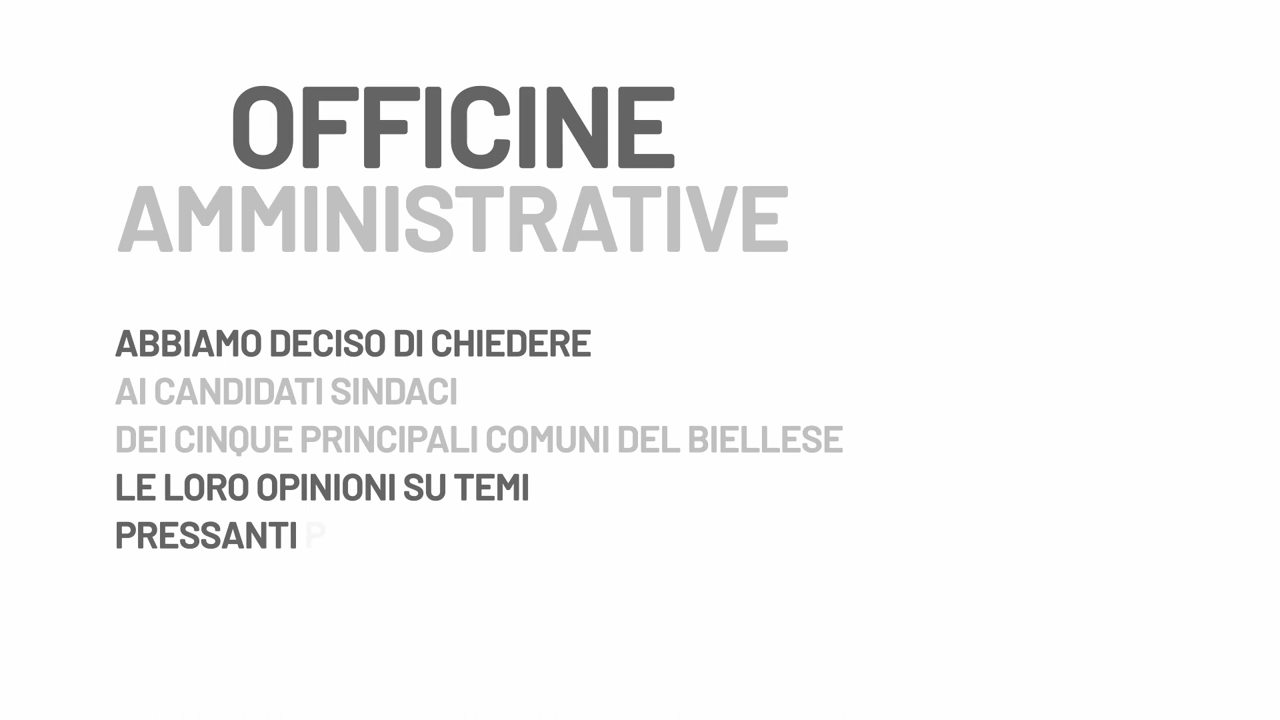 OFFICINE
AMMINISTRATIVE
ABBIAMO DECISO DI CHIEDERE
AI CANDIDATI SINDACI
DEI CINQUE PRINCIPALI COMUNI DEL BIELLESE
LE LORO OPINIONI SU TEMI
PRESSANTI P